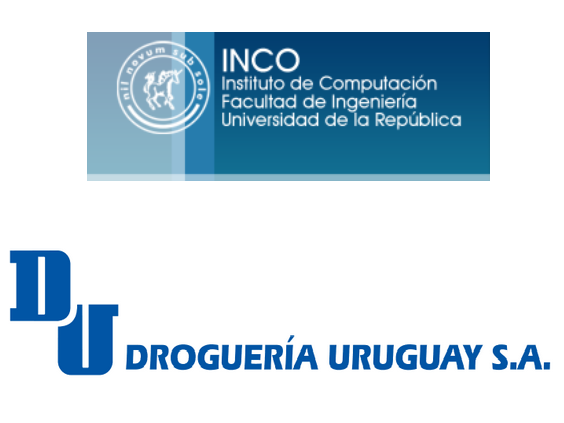 nil novum sub sole
INCO
Instituto de Computación
Facultad de Ingeniería
Universidad de la República
DU
DROGUERÍA URUGUAY S.A.